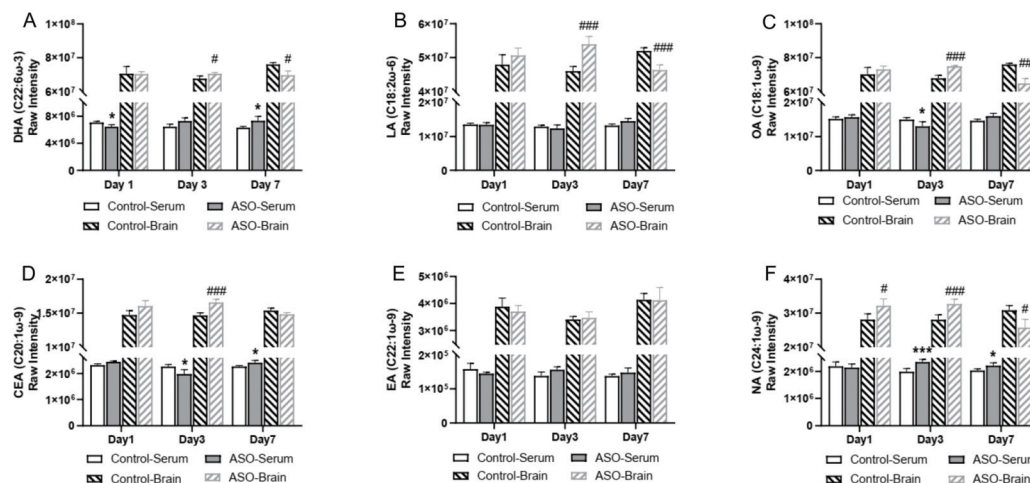 A
DHA (C22:6ω-3)
Raw Intensity
1×10⁸
8×10⁷
6×10⁷
8×10⁶
4×10⁶
0
*
#
*
#
Day 1
Day 3
Day 7
Control-Serum
ASO-Serum
Control-Brain
ASO-Brain
B
LA (C18:2ω-6)
Raw Intensity
6×10⁷
5×10⁷
4×10⁷
2×10⁷
1×10⁷
0
###
###
Day1
Day3
Day7
Control-Serum
ASO-Serum
Control-Brain
ASO-Brain
C
OA (C18:1ω-9)
Raw Intensity
1×10⁸
8×10⁷
6×10⁷
2×10⁷
1×10⁷
0
*
###
##
Day1
Day3
Day7
Control-Serum
ASO-Serum
Control-Brain
ASO-Brain
D
CEA (C20:1ω-9)
Raw Intensity
2×10⁷
1.5×10⁷
1×10⁷
4×10⁶
2×10⁶
0
*
###
*
Day1
Day3
Day7
Control-Serum
ASO-Serum
Control-Brain
ASO-Brain
E
EA (C22:1ω-9)
Raw Intensity
5×10⁶
4×10⁶
3×10⁶
2×10⁶
2×10⁵
1×10⁵
0
Day1
Day3
Day7
Control-Serum
ASO-Serum
Control-Brain
ASO-Brain
F
NA (C24:1ω-9)
Raw Intensity
4×10⁷
3×10⁷
2×10⁷
2×10⁶
1×10⁶
0
#
***
###
*
#
Day1
Day3
Day7
Control-Serum
ASO-Serum
Control-Brain
ASO-Brain